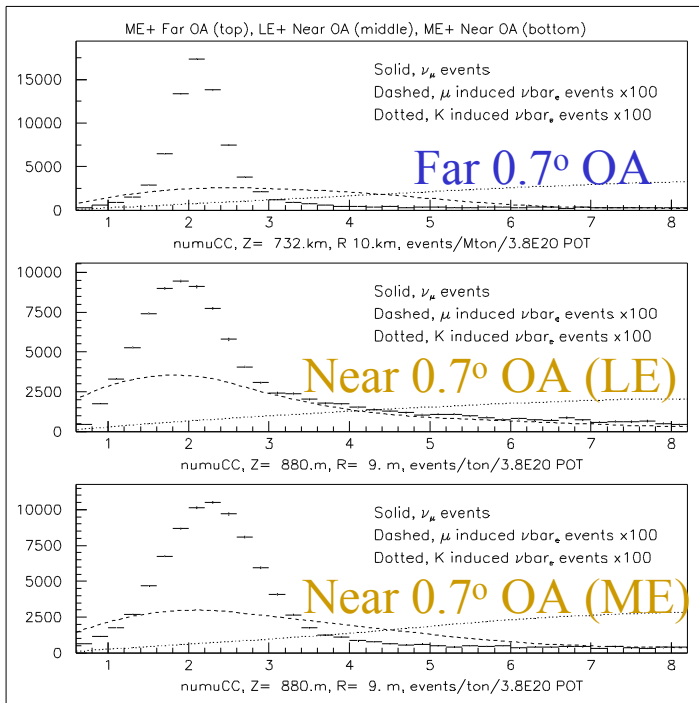 ME+ Far OA (top), LE+ Near OA (middle), ME+ Near OA (bottom)
15000
10000
5000
0
Solid, νμ events
Dashed, μ induced νbare events x100
Dotted, K induced νbare events x100
Far 0.7º OA
1 2 3 4 5 6 7 8
numuCC, Z= 732.km, R 10.km, events/Mton/3.8E20 POT
10000
7500
5000
2500
0
Solid, νμ events
Dashed, μ induced νbare events x100
Dotted, K induced νbare events x100
Near 0.7º OA (LE)
1 2 3 4 5 6 7 8
numuCC, Z= 880.m, R= 9. m, events/ton/3.8E20 POT
10000
7500
5000
2500
0
Solid, νμ events
Dashed, μ induced νbare events x100
Dotted, K induced νbare events x100
Near 0.7º OA (ME)
1 2 3 4 5 6 7 8
numuCC, Z= 880.m, R= 9. m, events/ton/3.8E20 POT